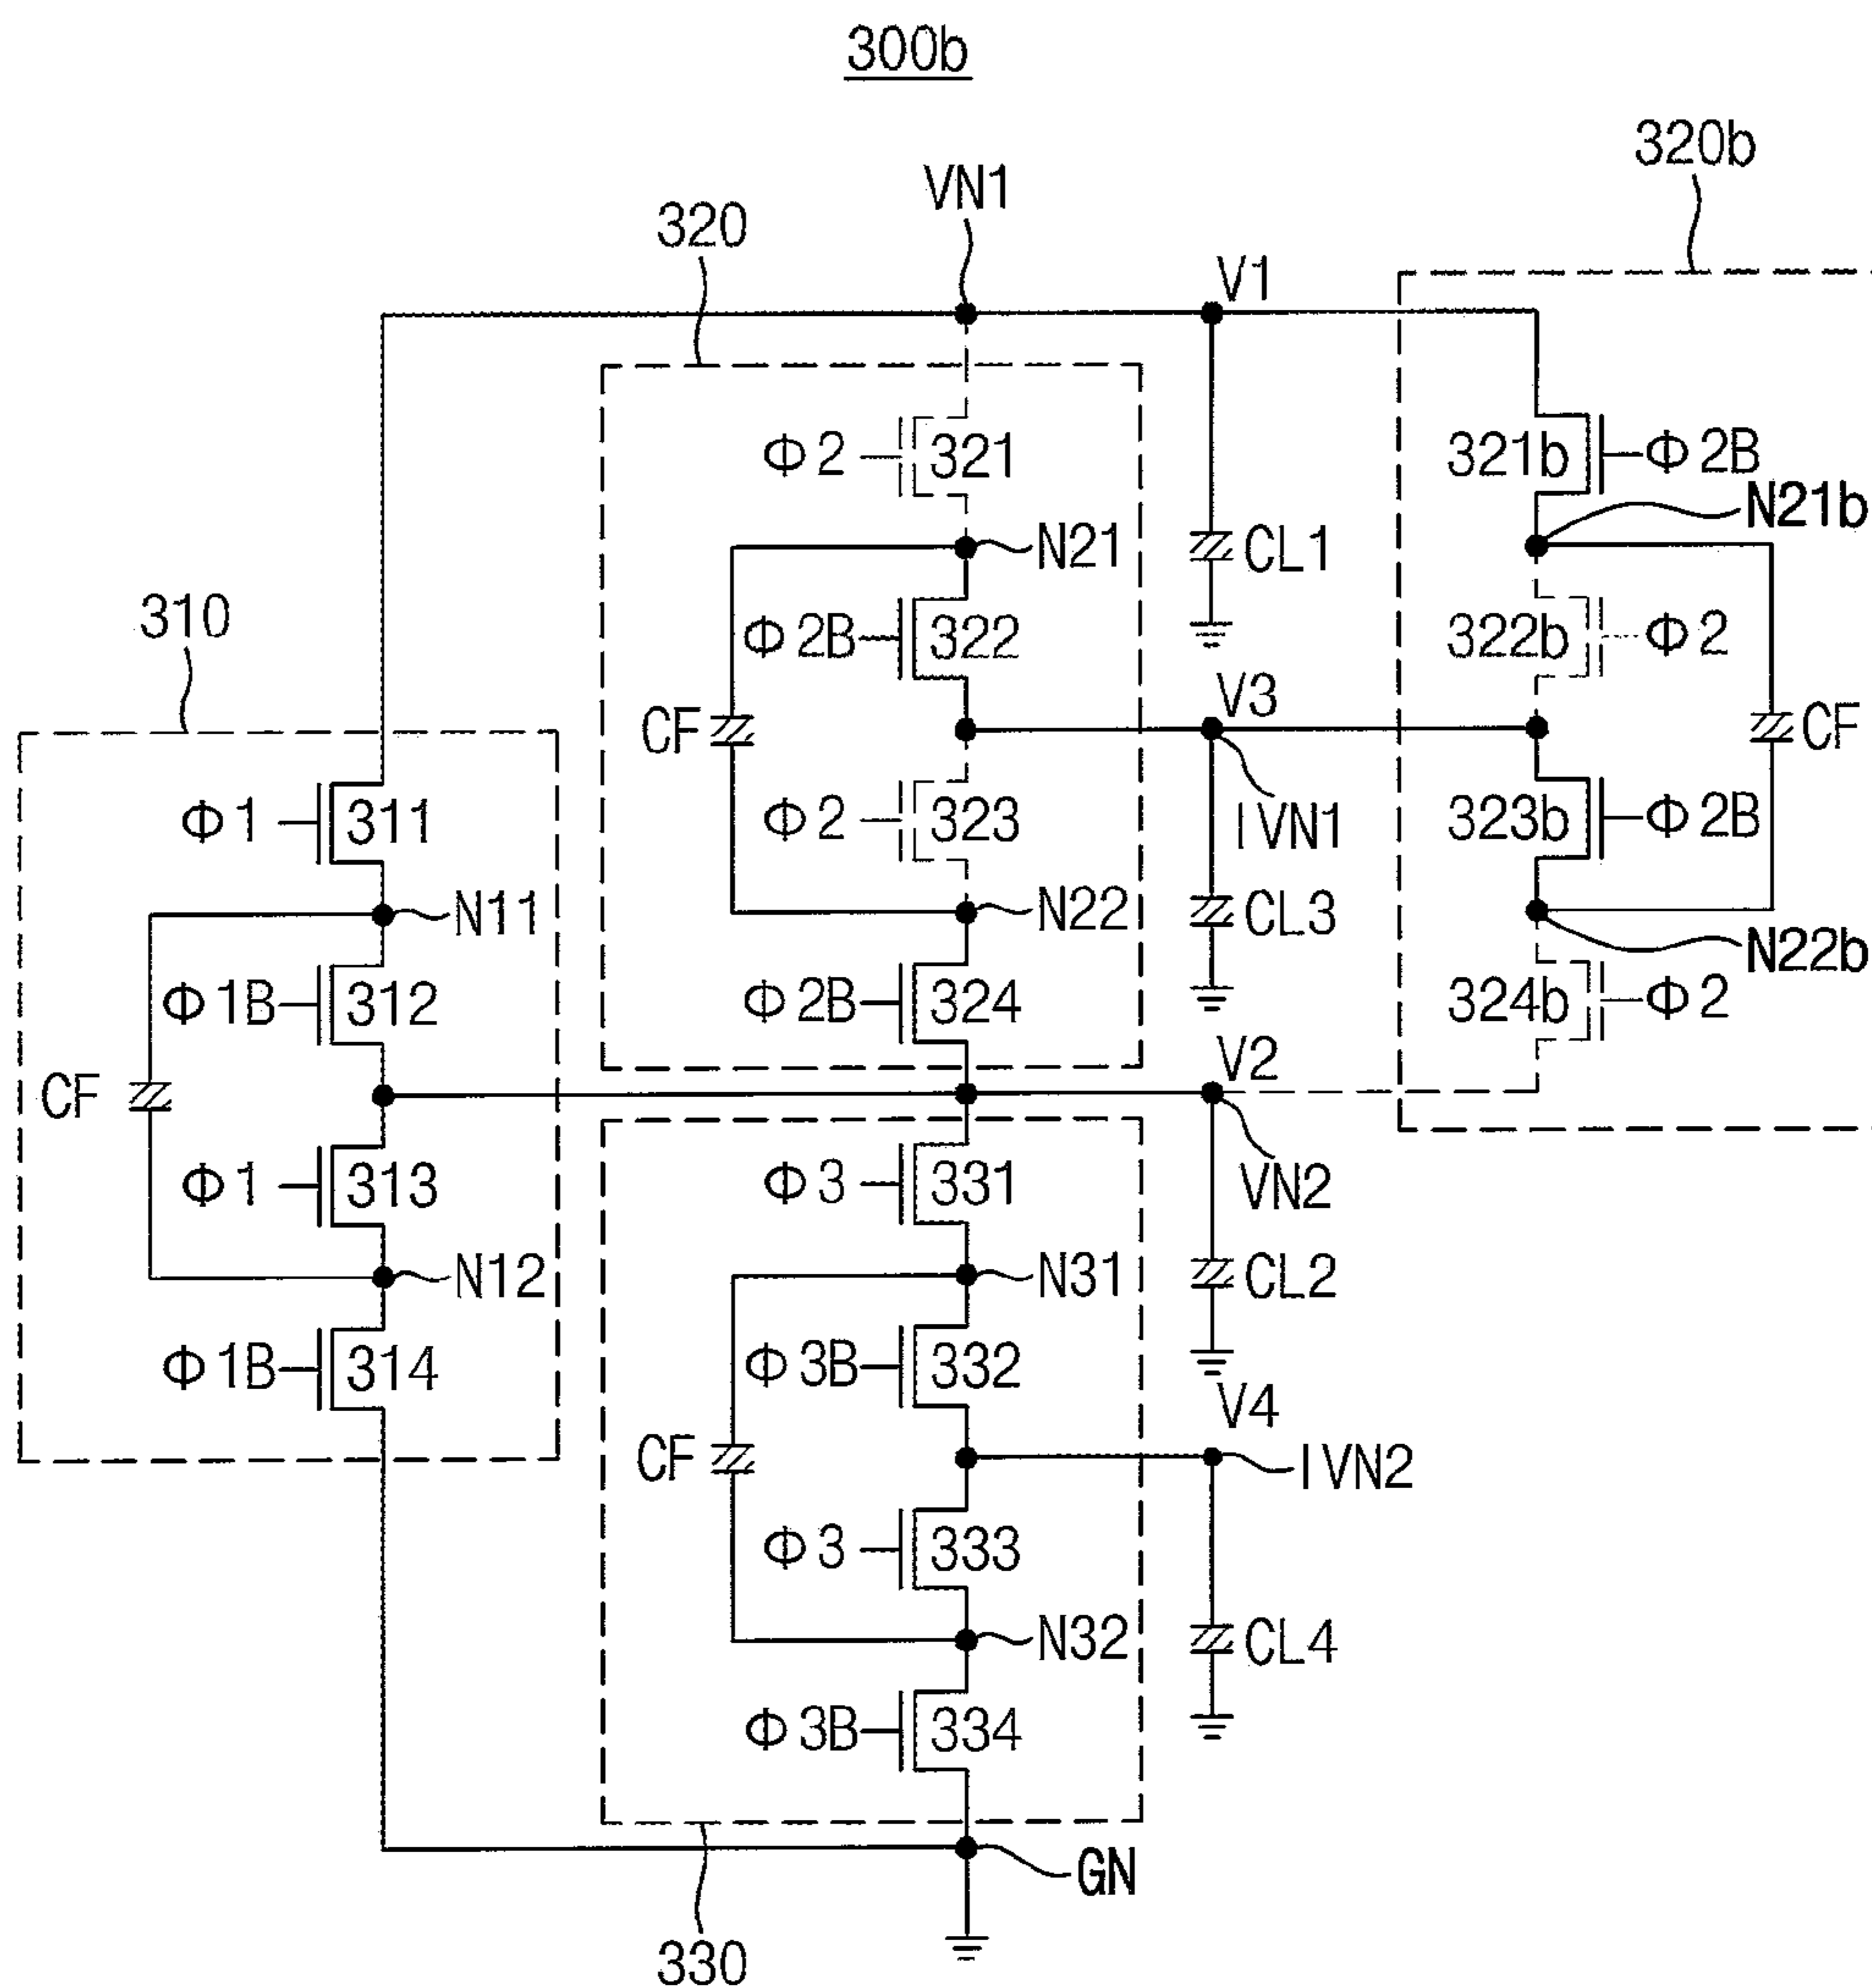 300b
320b
VN1
320
V1
Φ2
321
321b
Φ2B
N21b
N21
CL1
310
Φ2B
322
322b
Φ2
V3
CF
CF
Φ1
311
Φ2
323
IVN1
323b
Φ2B
N11
N22
CL3
N22b
Φ1B
312
Φ2B
324
324b
Φ2
V2
CF
Φ1
313
Φ3
331
VN2
N12
N31
CL2
Φ1B
314
Φ3B
332
V4
CF
IVN2
Φ3
333
N32
CL4
Φ3B
334
GN
330